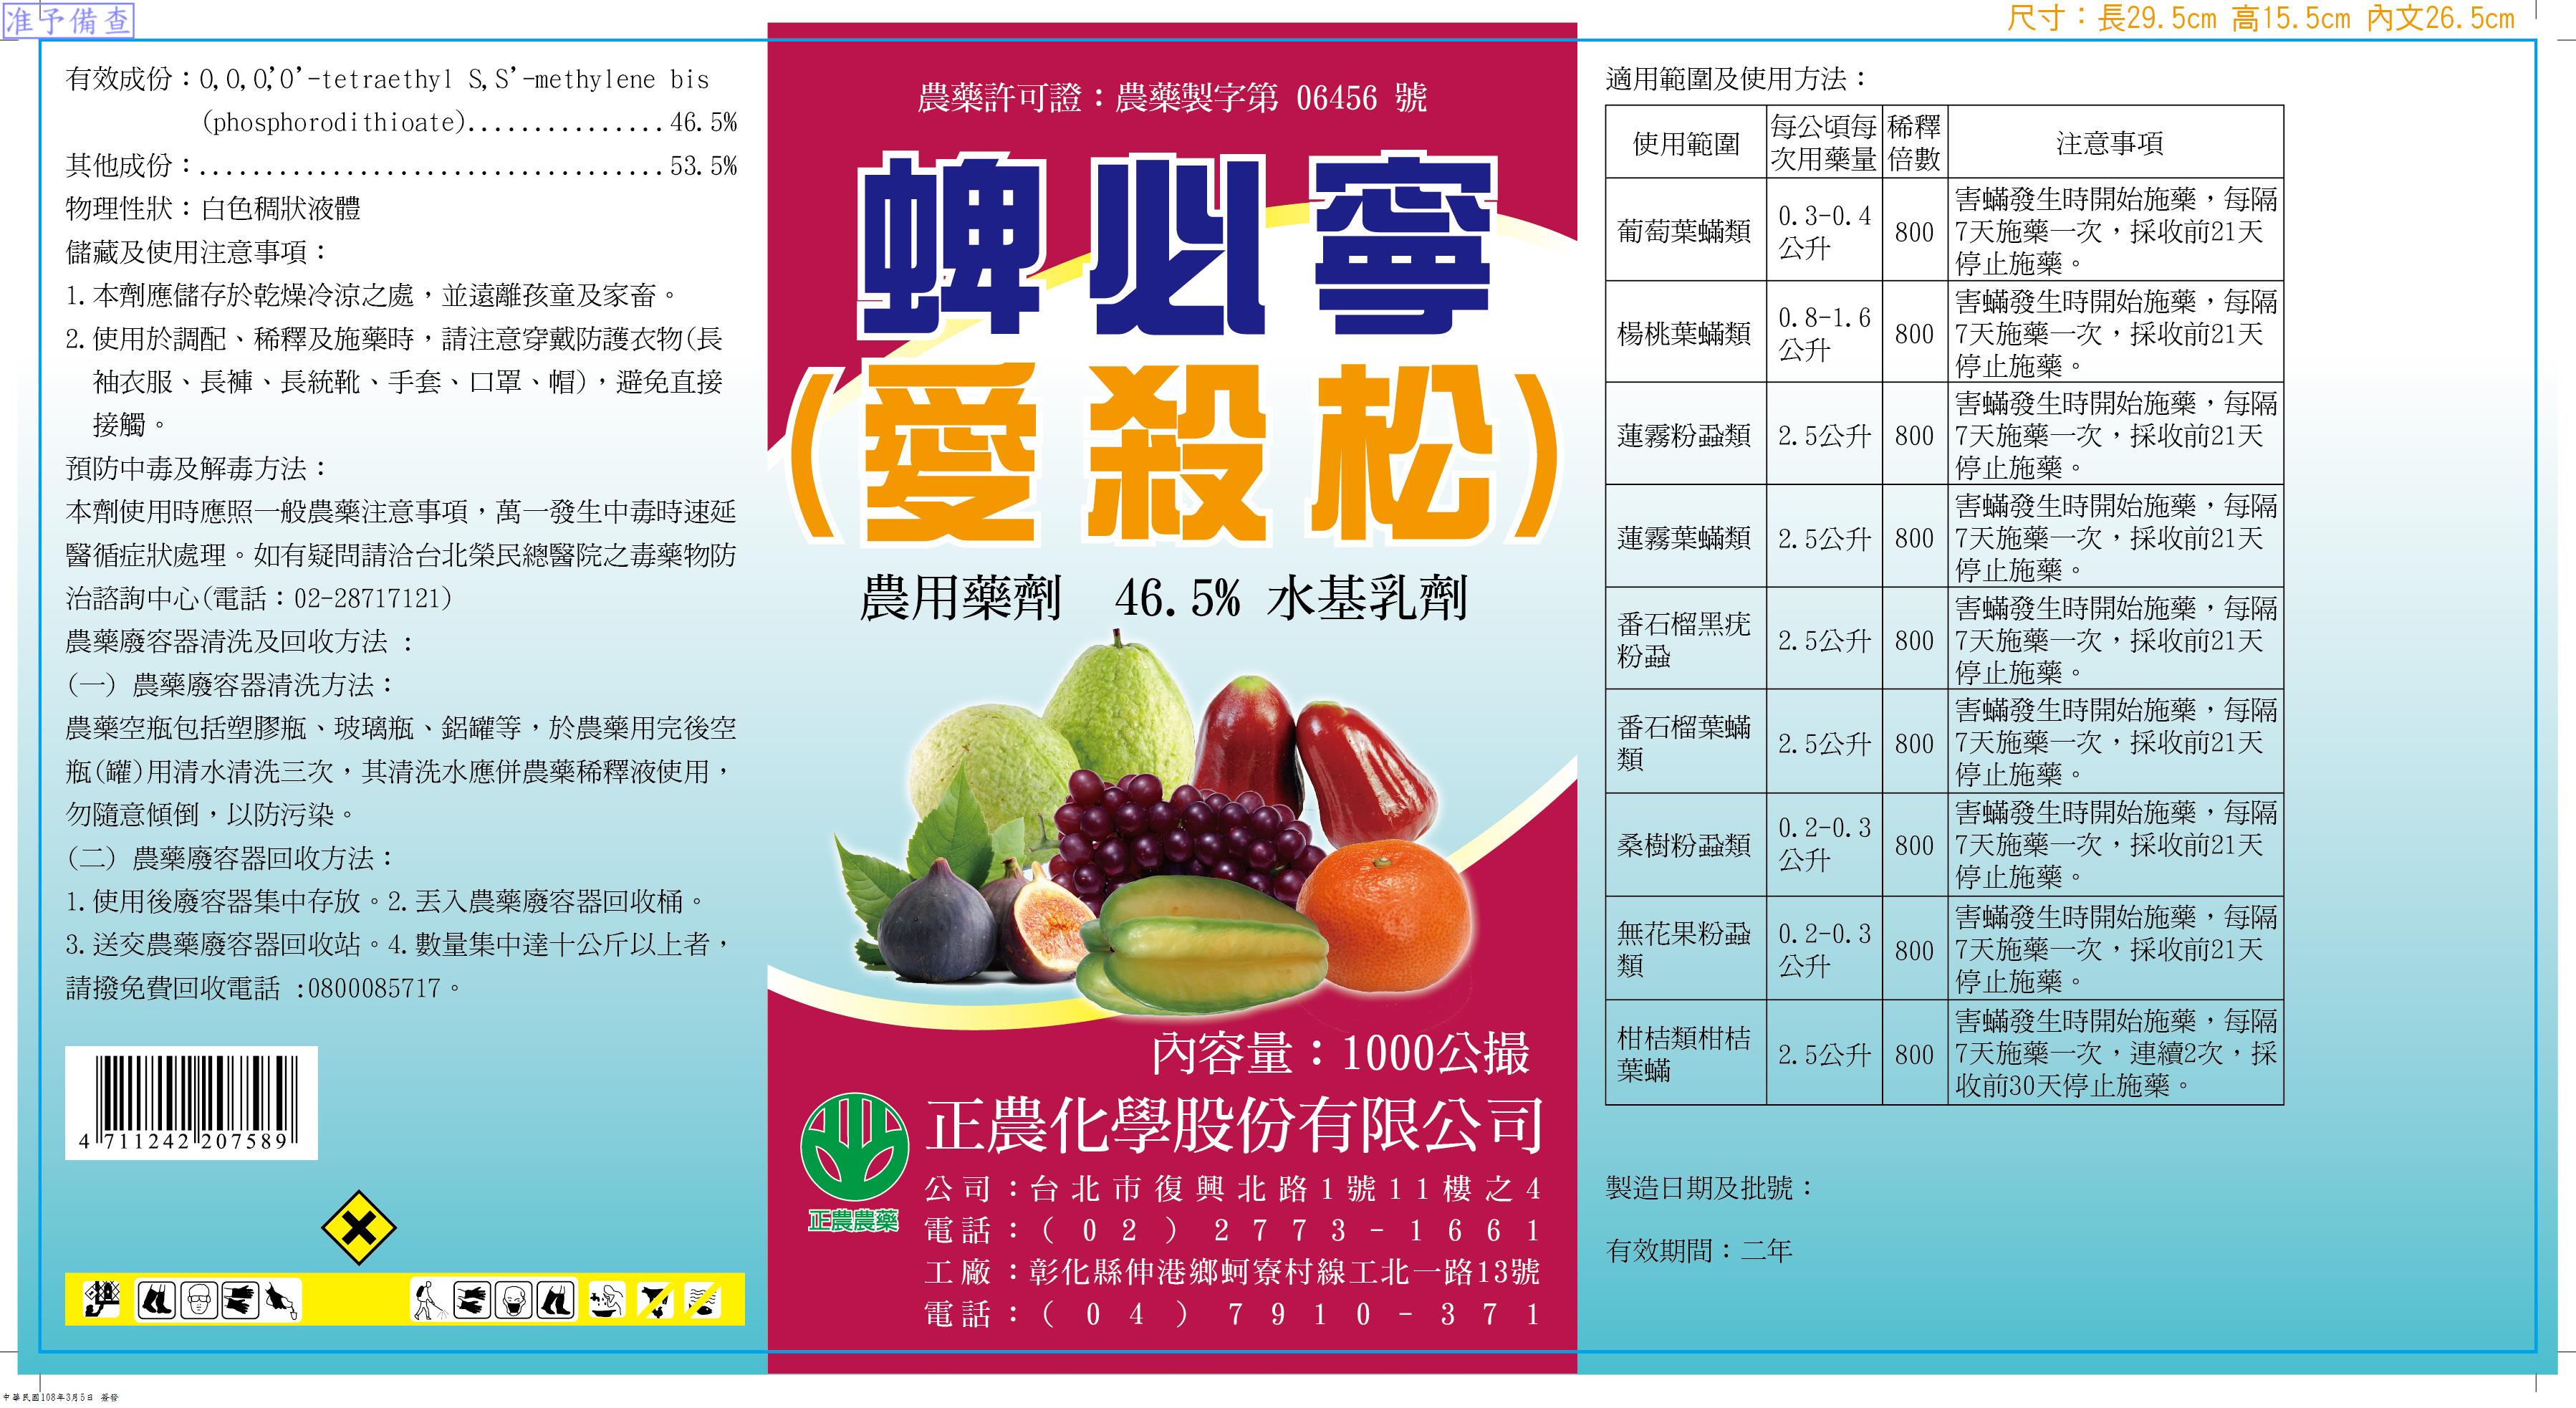 准予備查
尺寸：長29.5cm 高15.5cm 內文26.5cm
有效成份：O,O,O,'O'-tetraethyl S,S'-methylene bis
(phosphorodithioate)...............46.5%
其他成份：...................................53.5%
物理性狀：白色稠狀液體
儲藏及使用注意事項：
1.本劑應儲存於乾燥冷涼之處，並遠離孩童及家畜。
2.使用於調配、稀釋及施藥時，請注意穿戴防護衣物(長
袖衣服、長褲、長統靴、手套、口罩、帽)，避免直接
接觸。
預防中毒及解毒方法：
本劑使用時應照一般農藥注意事項，萬一發生中毒時速延
醫循症狀處理。如有疑問請洽台北榮民總醫院之毒藥物防
治諮詢中心(電話：02-28717121)
農藥廢容器清洗及回收方法 :
(一) 農藥廢容器清洗方法：
農藥空瓶包括塑膠瓶、玻璃瓶、鋁罐等，於農藥用完後空
瓶(罐)用清水清洗三次，其清洗水應併農藥稀釋液使用，
勿隨意傾倒，以防污染。
(二) 農藥廢容器回收方法：
1.使用後廢容器集中存放。2.丟入農藥廢容器回收桶。
3.送交農藥廢容器回收站。4.數量集中達十公斤以上者，
請撥免費回收電話 :0800085717。
4 711242 207589
農藥許可證：農藥製字第 06456 號
蜱必寧
(愛殺松)
農用藥劑 46.5% 水基乳劑
內容量：1000公撮
正農化學股份有限公司
正農農藥
公司：台北市復興北路1號11樓之4
電話：(02)2773-1661
工廠：彰化縣伸港鄉蚵寮村線工北一路13號
電話：(04)7910-371
適用範圍及使用方法：
使用範圍 每公頃每次用藥量 稀釋倍數 注意事項
葡萄葉蟎類 0.3-0.4公升 800 害蟎發生時開始施藥，每隔7天施藥一次，採收前21天停止施藥。
楊桃葉蟎類 0.8-1.6公升 800 害蟎發生時開始施藥，每隔7天施藥一次，採收前21天停止施藥。
蓮霧粉蝨類 2.5公升 800 害蟎發生時開始施藥，每隔7天施藥一次，採收前21天停止施藥。
蓮霧葉蟎類 2.5公升 800 害蟎發生時開始施藥，每隔7天施藥一次，採收前21天停止施藥。
番石榴黑疣粉蝨 2.5公升 800 害蟎發生時開始施藥，每隔7天施藥一次，採收前21天停止施藥。
番石榴葉蟎類 2.5公升 800 害蟎發生時開始施藥，每隔7天施藥一次，採收前21天停止施藥。
桑樹粉蝨類 0.2-0.3公升 800 害蟎發生時開始施藥，每隔7天施藥一次，採收前21天停止施藥。
無花果粉蝨類 0.2-0.3公升 800 害蟎發生時開始施藥，每隔7天施藥一次，採收前21天停止施藥。
柑桔類柑桔葉蟎 2.5公升 800 害蟎發生時開始施藥，每隔7天施藥一次，連續2次，採收前30天停止施藥。
製造日期及批號：
有效期間：二年
中華民國108年3月5日 簽發